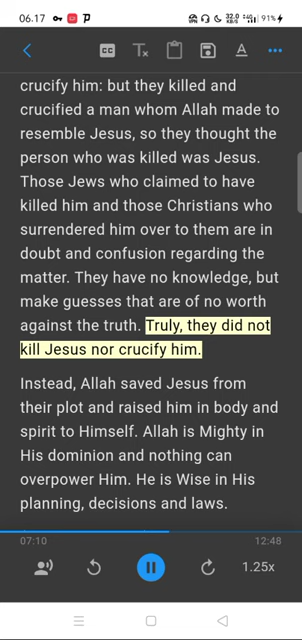 06.17
32.0
KB/S
91%
CC
crucify him: but they killed and
crucified a man whom Allah made to
resemble Jesus, so they thought the
person who was killed was Jesus.
Those Jews who claimed to have
killed him and those Christians who
surrendered him over to them are in
doubt and confusion regarding the
matter. They have no knowledge, but
make guesses that are of no worth
against the truth. Truly, they did not
kill Jesus nor crucify him.
Instead, Allah saved Jesus from
their plot and raised him in body and
spirit to Himself. Allah is Mighty in
His dominion and nothing can
overpower Him. He is Wise in His
planning, decisions and laws.
07:10
12:48
1.25x